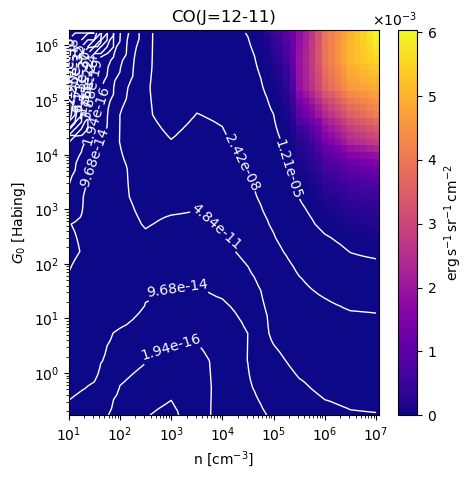 CO(J=12-11)
×10⁻³
10⁶
10⁵
10⁴
10³
10²
10¹
10⁰
G₀ [Habing]
10¹ 10² 10³ 10⁴ 10⁵ 10⁶ 10⁷
n [cm⁻³]
1.94e-16
9.68e-14
9.68e-14
1.94e-16
4.84e-11
2.42e-08
1.21e-05
6
5
4
3
2
1
0
erg s⁻¹ sr⁻¹ cm⁻²